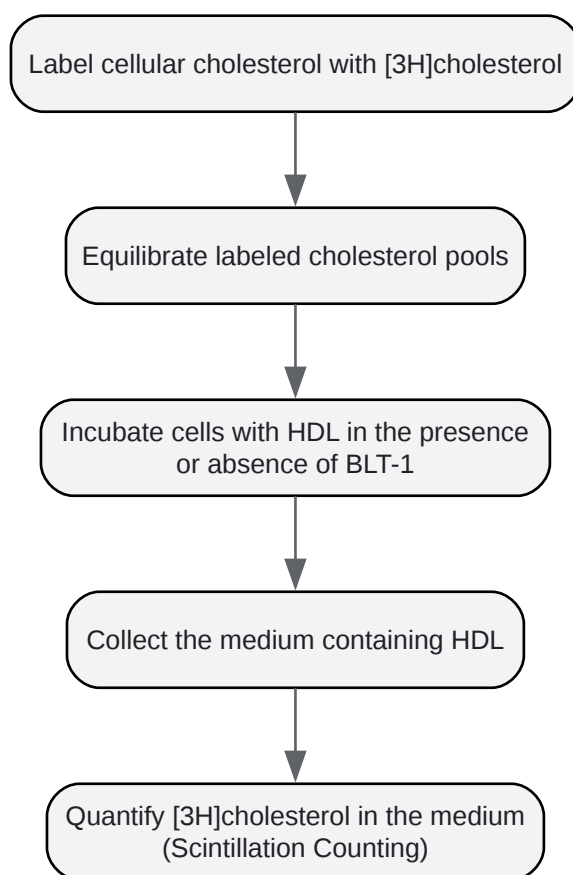 Label cellular cholesterol with [3H]cholesterol
Equilibrate labeled cholesterol pools
Incubate cells with HDL in the presence
or absence of BLT-1
Collect the medium containing HDL
Quantify [3H]cholesterol in the medium
(Scintillation Counting)